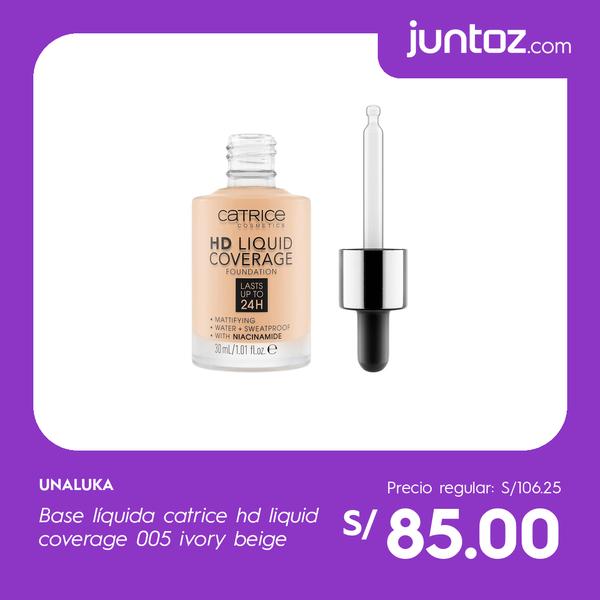 juntoz.com
CATRICE
COSMETICS
HD LIQUID
COVERAGE
FOUNDATION
LASTS
UP TO
24H
• MATTIFYING
• WATER + SWEATPROOF
• WITH NIACINAMIDE
30 mL/1.01 fl.oz. ℮
UNALUKA
Base líquida catrice hd liquid
coverage 005 ivory beige
Precio regular: S/106.25
S/ 85.00